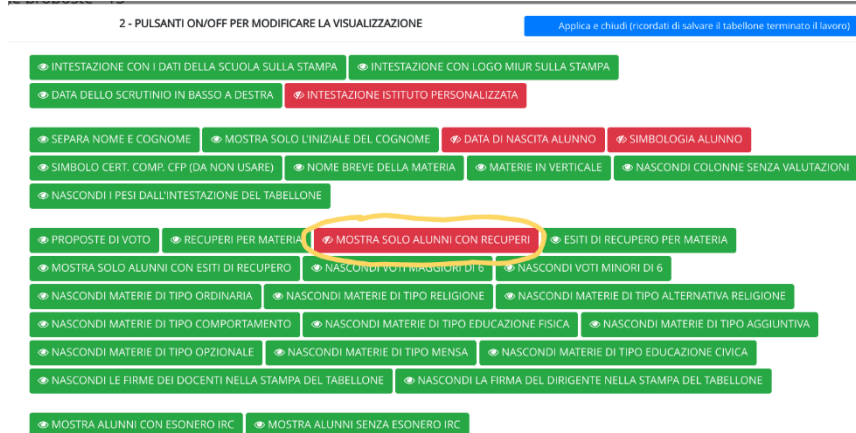 2 - PULSANTI ON/OFF PER MODIFICARE LA VISUALIZZAZIONE Applica e chiudi (ricordati di salvare il tabellone terminato il lavoro)
INTESTAZIONE CON I DATI DELLA SCUOLA SULLA STAMPA INTESTAZIONE CON LOGO MIUR SULLA STAMPA
DATA DELLO SCRUTINIO IN BASSO A DESTRA INTESTAZIONE ISTITUTO PERSONALIZZATA
SEPARA NOME E COGNOME MOSTRA SOLO L'INIZIALE DEL COGNOME DATA DI NASCITA ALUNNO SIMBOLOGIA ALUNNO
SIMBOLO CERT. COMP. CFP (DA NON USARE) NOME BREVE DELLA MATERIA MATERIE IN VERTICALE NASCONDI COLONNE SENZA VALUTAZIONI
NASCONDI I PESI DALL'INTESTAZIONE DEL TABELLONE
PROPOSTE DI VOTO RECUPERI PER MATERIA MOSTRA SOLO ALUNNI CON RECUPERI ESITI DI RECUPERO PER MATERIA
MOSTRA SOLO ALUNNI CON ESITI DI RECUPERO NASCONDI VOTI MAGGIORI DI 6 NASCONDI VOTI MINORI DI 6
NASCONDI MATERIE DI TIPO ORDINARIA NASCONDI MATERIE DI TIPO RELIGIONE NASCONDI MATERIE DI TIPO ALTERNATIVA RELIGIONE
NASCONDI MATERIE DI TIPO COMPORTAMENTO NASCONDI MATERIE DI TIPO EDUCAZIONE FISICA NASCONDI MATERIE DI TIPO AGGIUNTIVA
NASCONDI MATERIE DI TIPO OPZIONALE NASCONDI MATERIE DI TIPO MENSA NASCONDI MATERIE DI TIPO EDUCAZIONE CIVICA
NASCONDI LE FIRME DEI DOCENTI NELLA STAMPA DEL TABELLONE NASCONDI LA FIRMA DEL DIRIGENTE NELLA STAMPA DEL TABELLONE
MOSTRA ALUNNI CON ESONERO IRC MOSTRA ALUNNI SENZA ESONERO IRC